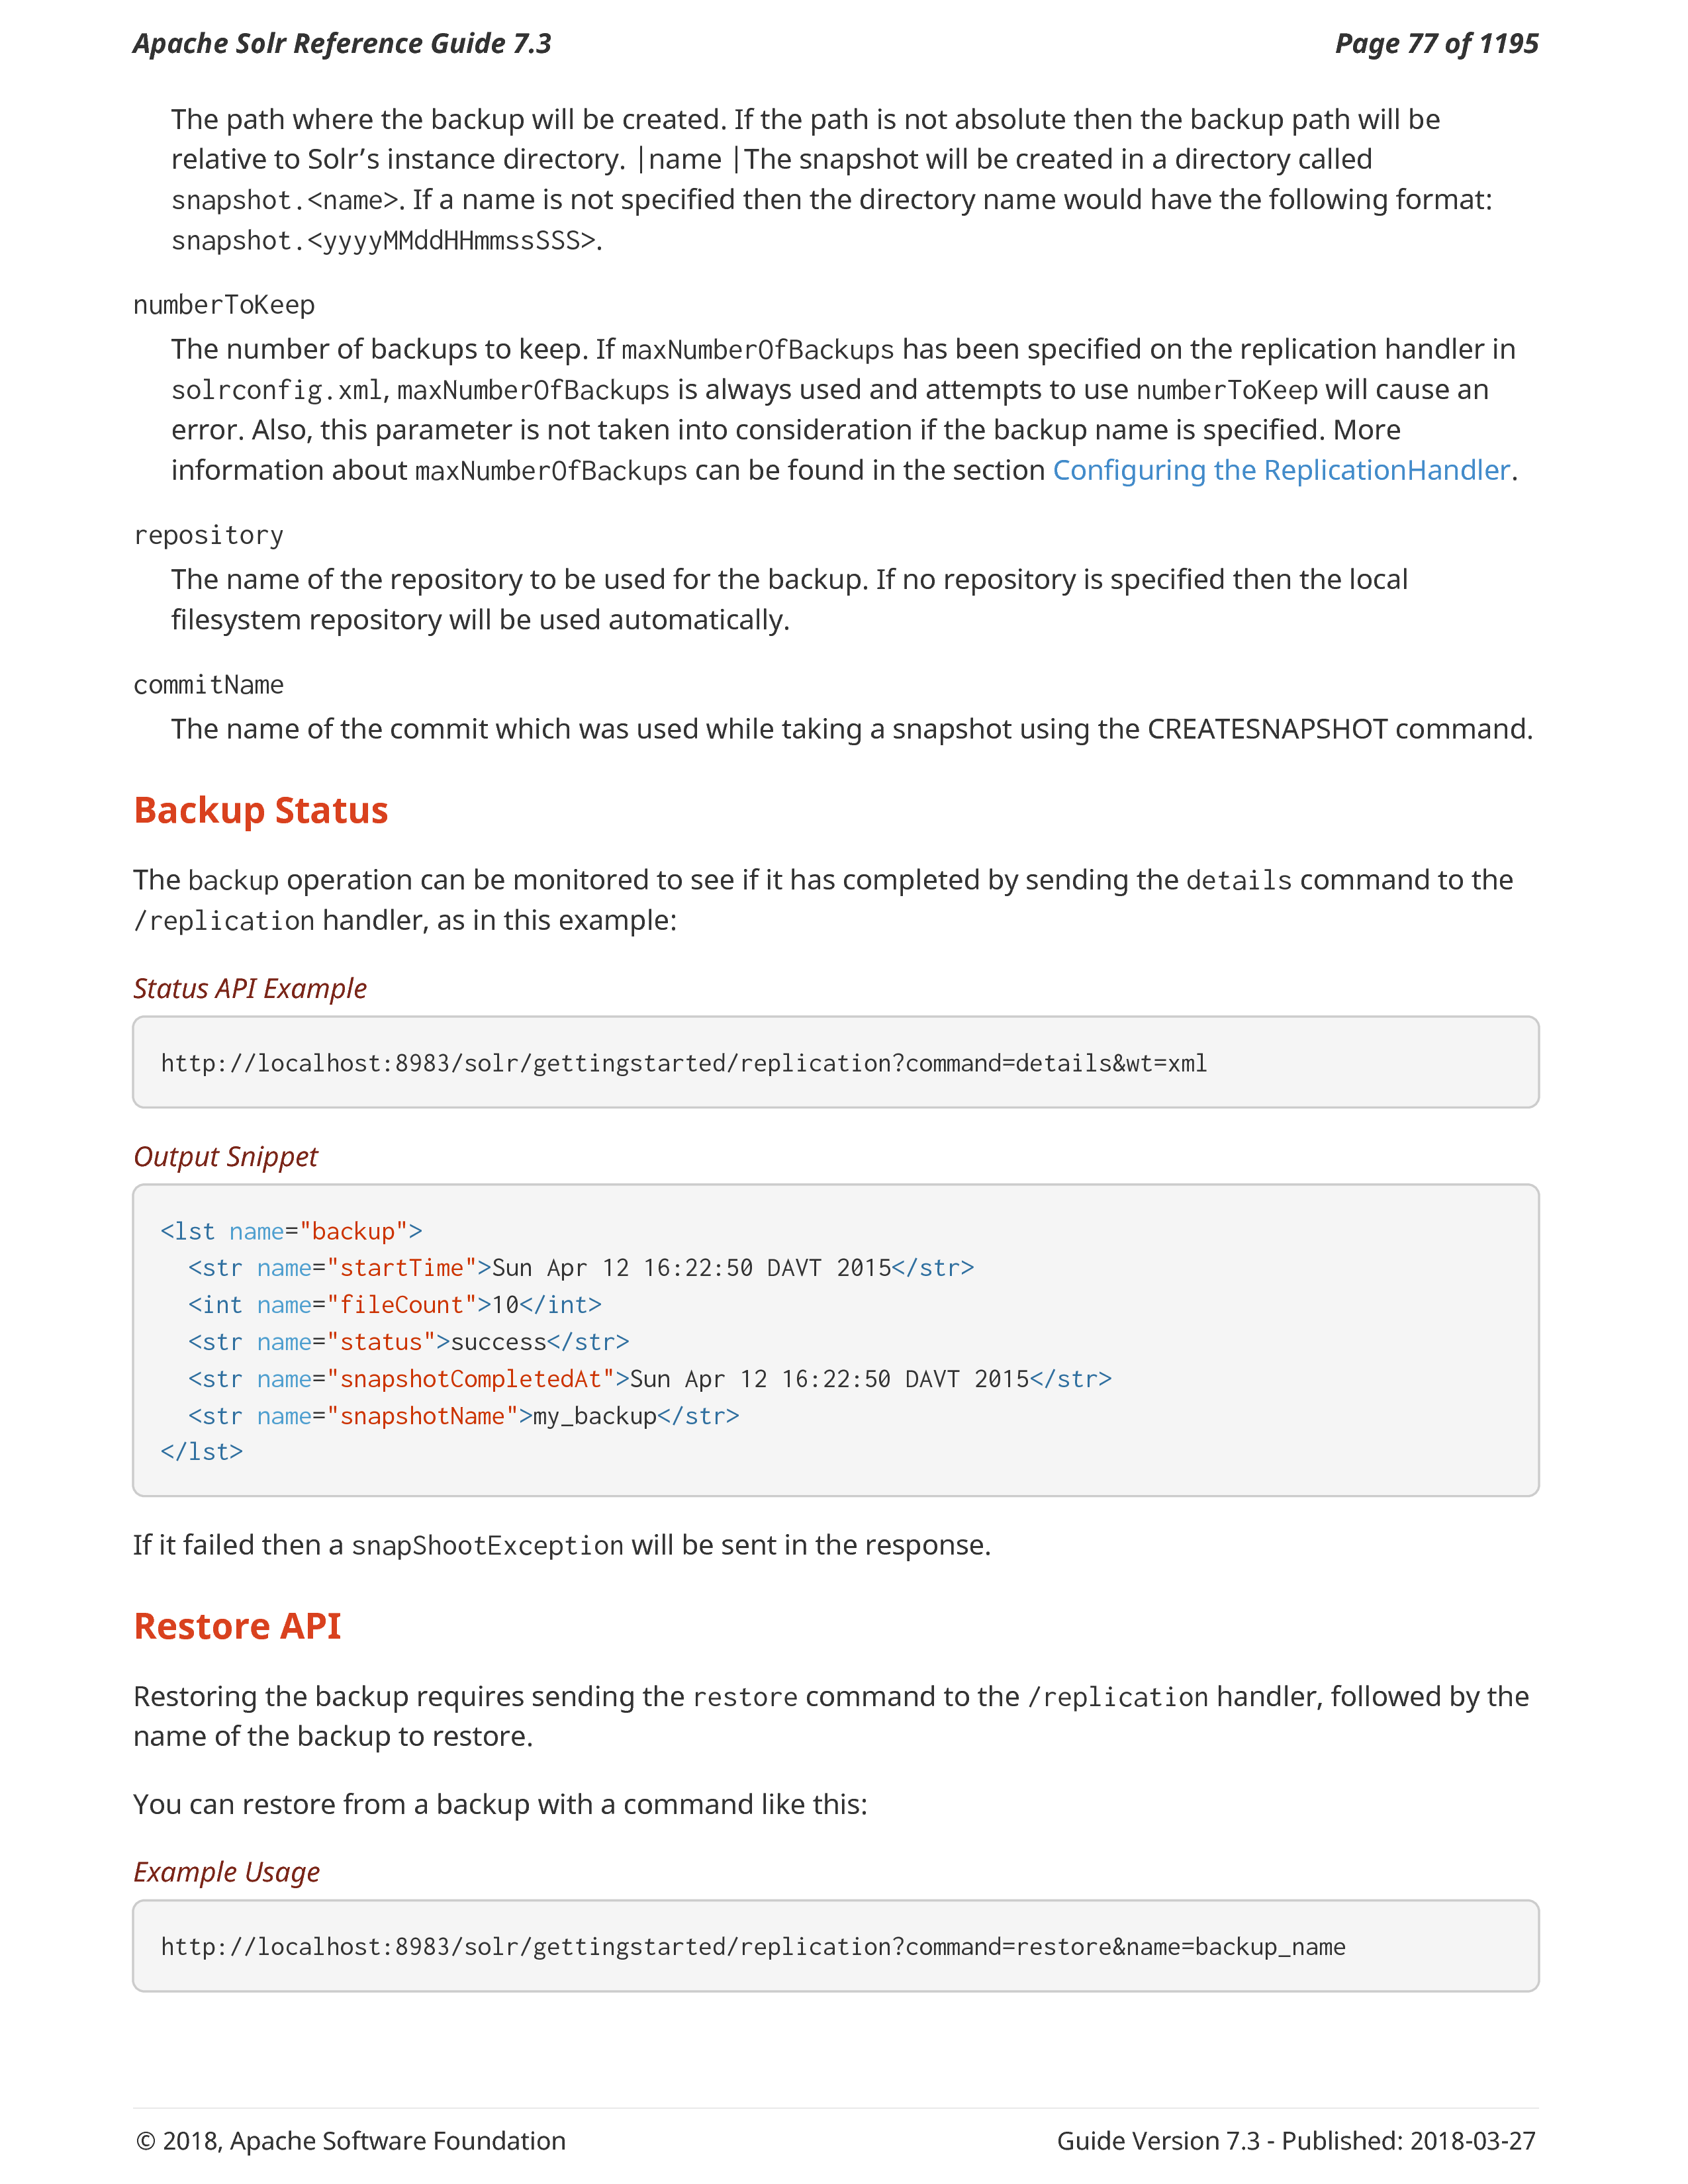 Apache Solr Reference Guide 7.3
Page 77 of 1195
The path where the backup will be created. If the path is not absolute then the backup path will be
relative to Solr’s instance directory. |name |The snapshot will be created in a directory called
snapshot.<name>. If a name is not specified then the directory name would have the following format:
snapshot.<yyyyMMddHHmmssSSS>.
numberToKeep
The number of backups to keep. If maxNumberOfBackups has been specified on the replication handler in
solrconfig.xml, maxNumberOfBackups is always used and attempts to use numberToKeep will cause an
error. Also, this parameter is not taken into consideration if the backup name is specified. More
information about maxNumberOfBackups can be found in the section Configuring the ReplicationHandler.
repository
The name of the repository to be used for the backup. If no repository is specified then the local
filesystem repository will be used automatically.
commitName
The name of the commit which was used while taking a snapshot using the CREATESNAPSHOT command.
Backup Status
The backup operation can be monitored to see if it has completed by sending the details command to the
/replication handler, as in this example:
Status API Example
http://localhost:8983/solr/gettingstarted/replication?command=details&wt=xml
Output Snippet
<lst name="backup">
  <str name="startTime">Sun Apr 12 16:22:50 DAVT 2015</str>
  <int name="fileCount">10</int>
  <str name="status">success</str>
  <str name="snapshotCompletedAt">Sun Apr 12 16:22:50 DAVT 2015</str>
  <str name="snapshotName">my_backup</str>
</lst>
If it failed then a snapShootException will be sent in the response.
Restore API
Restoring the backup requires sending the restore command to the /replication handler, followed by the
name of the backup to restore.
You can restore from a backup with a command like this:
Example Usage
http://localhost:8983/solr/gettingstarted/replication?command=restore&name=backup_name
© 2018, Apache Software Foundation
Guide Version 7.3 - Published: 2018-03-27